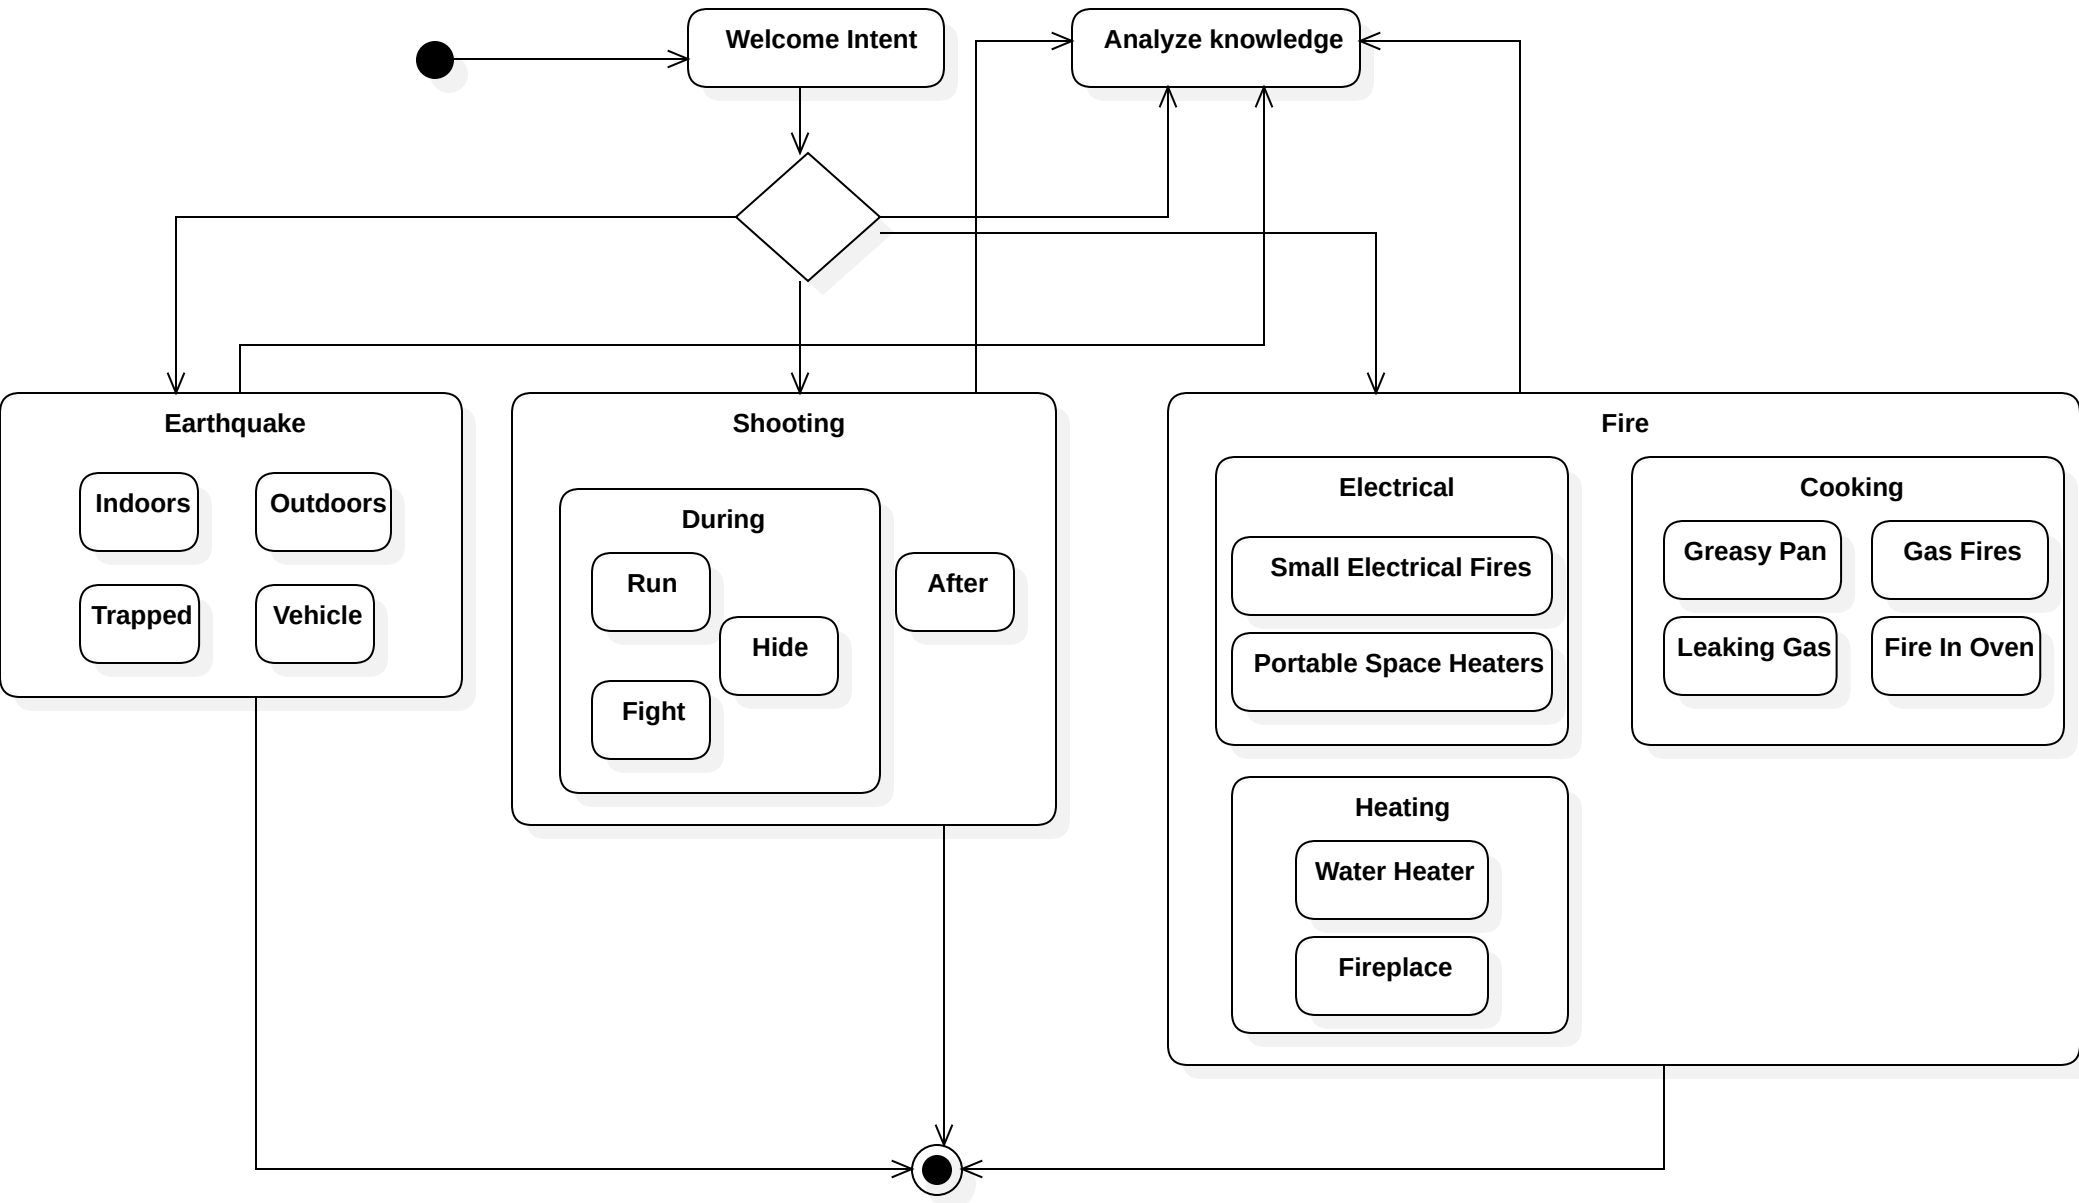 Welcome Intent
Analyze knowledge
Earthquake
Indoors
Outdoors
Trapped
Vehicle
Shooting
During
Run
Hide
Fight
After
Fire
Electrical
Small Electrical Fires
Portable Space Heaters
Cooking
Greasy Pan
Gas Fires
Leaking Gas
Fire In Oven
Heating
Water Heater
Fireplace